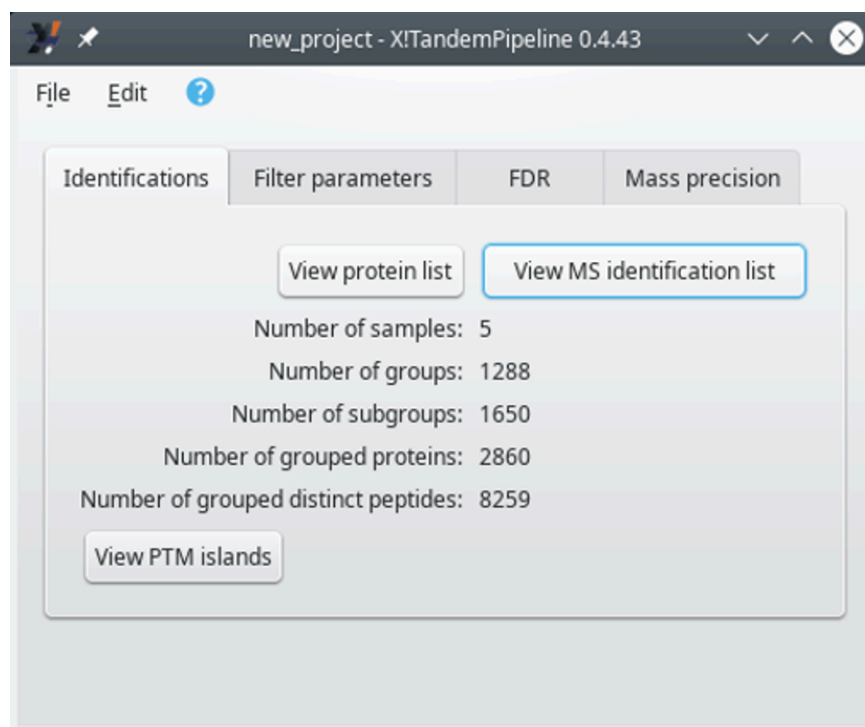 new_project - X!TandemPipeline 0.4.43
File Edit ?
Identifications Filter parameters FDR Mass precision
View protein list View MS identification list
Number of samples: 5
Number of groups: 1288
Number of subgroups: 1650
Number of grouped proteins: 2860
Number of grouped distinct peptides: 8259
View PTM islands